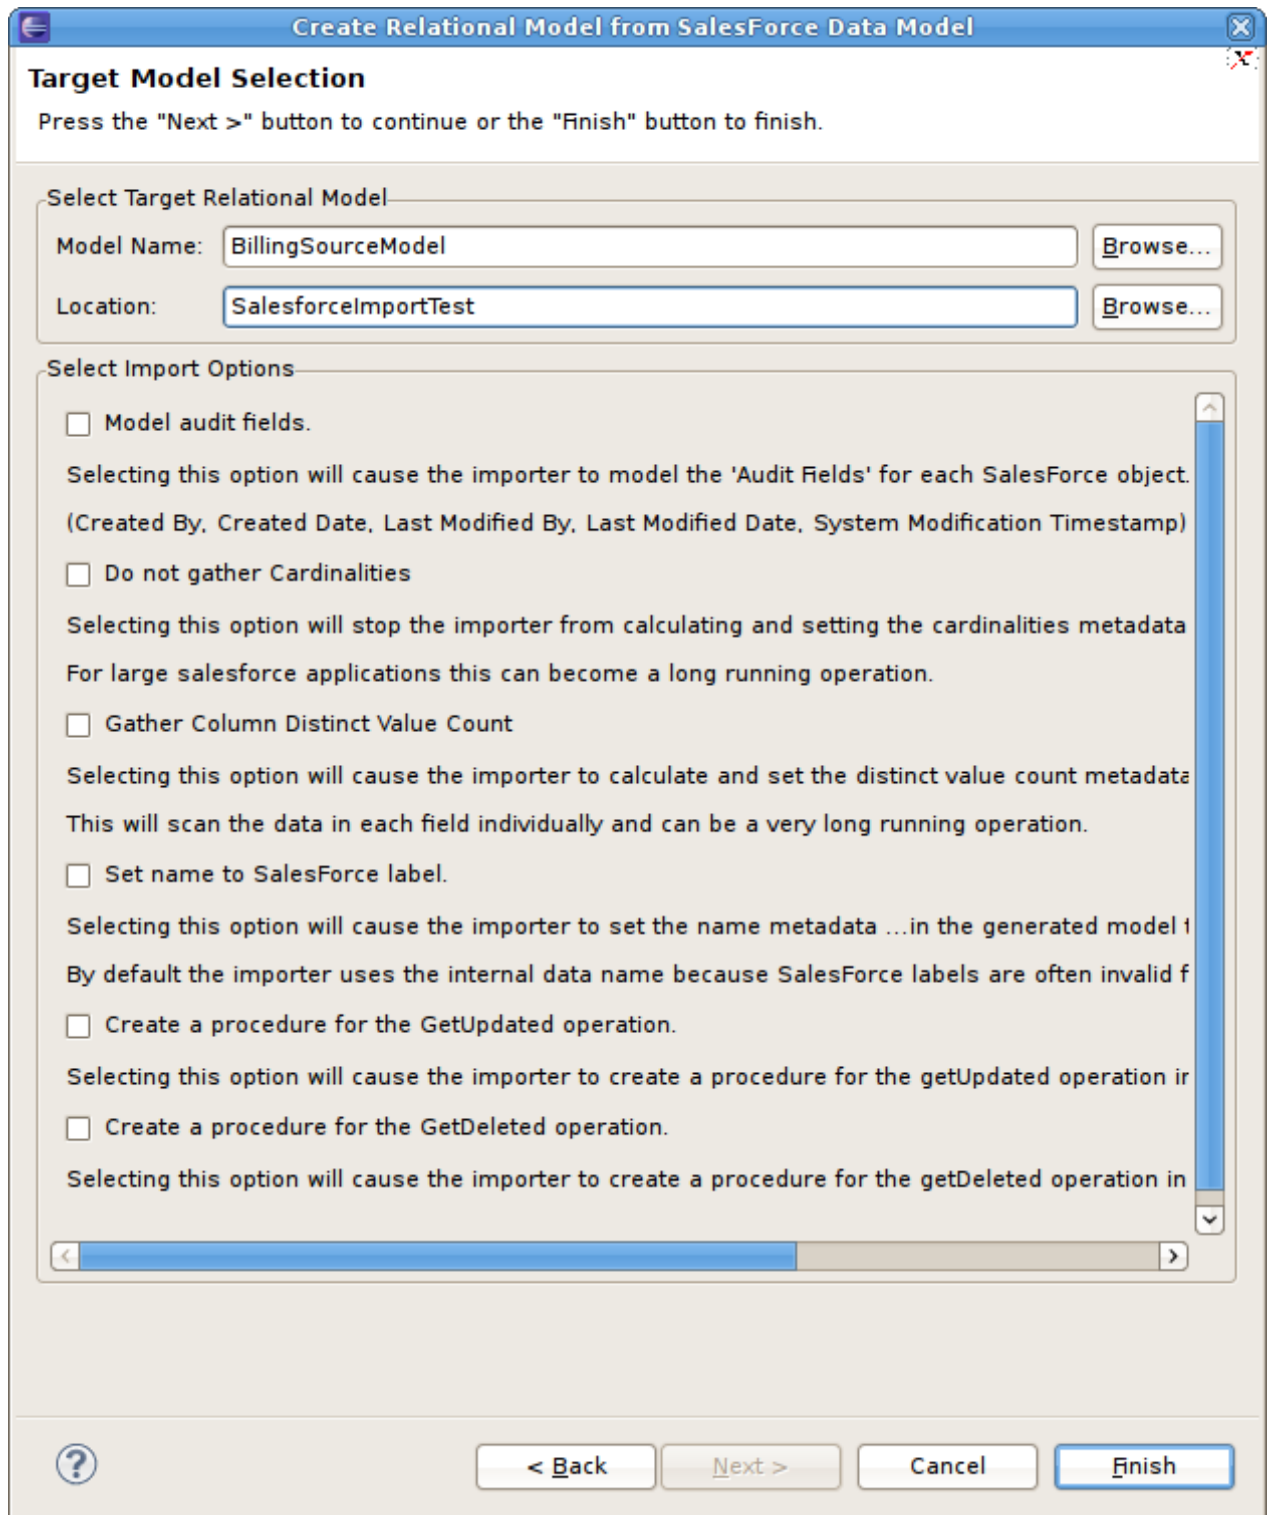 Create Relational Model from SalesForce Data Model
Target Model Selection
Press the "Next >" button to continue or the "Finish" button to finish.
Select Target Relational Model
Model Name: BillingSourceModel Browse...
Location: SalesforceImportTest Browse...
Select Import Options
Model audit fields.
Selecting this option will cause the importer to model the 'Audit Fields' for each SalesForce object.
(Created By, Created Date, Last Modified By, Last Modified Date, System Modification Timestamp)
Do not gather Cardinalities
Selecting this option will stop the importer from calculating and setting the cardinalities metadata
For large salesforce applications this can become a long running operation.
Gather Column Distinct Value Count
Selecting this option will cause the importer to calculate and set the distinct value count metadata
This will scan the data in each field individually and can be a very long running operation.
Set name to SalesForce label.
Selecting this option will cause the importer to set the name metadata ...in the generated model
By default the importer uses the internal data name because SalesForce labels are often invalid
Create a procedure for the GetUpdated operation.
Selecting this option will cause the importer to create a procedure for the getUpdated operation
Create a procedure for the GetDeleted operation.
Selecting this option will cause the importer to create a procedure for the getDeleted operation in
? < Back Next > Cancel Finish